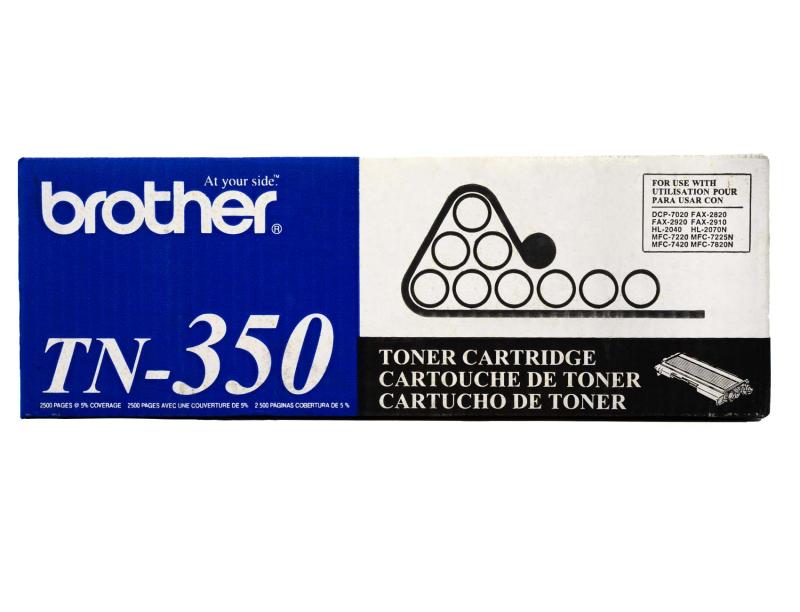 At your side.™
brother®
TN-350
2500 PAGES @ 5% COVERAGE 2500 PAGES AVEC UNE COUVERTURE DE 5% 2 500 PAGINAS COBERTURA DE 5 %
FOR USE WITH
UTILISATION POUR
PARA USAR CON
DCP-7020 FAX-2820
FAX-2920 FAX-2910
HL-2040 HL-2070N
MFC-7220 MFC-7225N
MFC-7420 MFC-7820N
TONER CARTRIDGE
CARTOUCHE DE TONER
CARTUCHO DE TONER